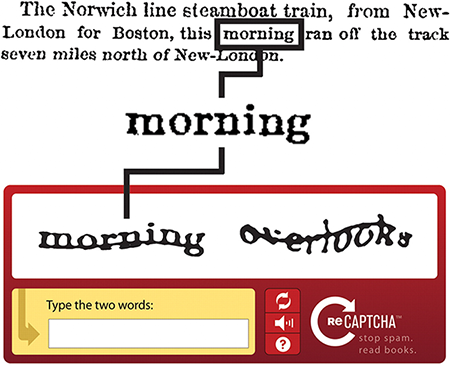 The Norwich line steamboat train, from New-
London for Boston, this morning ran off the track
seven miles north of New-London.
morning
morning overlooks
Type the two words:
?
ReCAPTCHA™
stop spam.
read books.